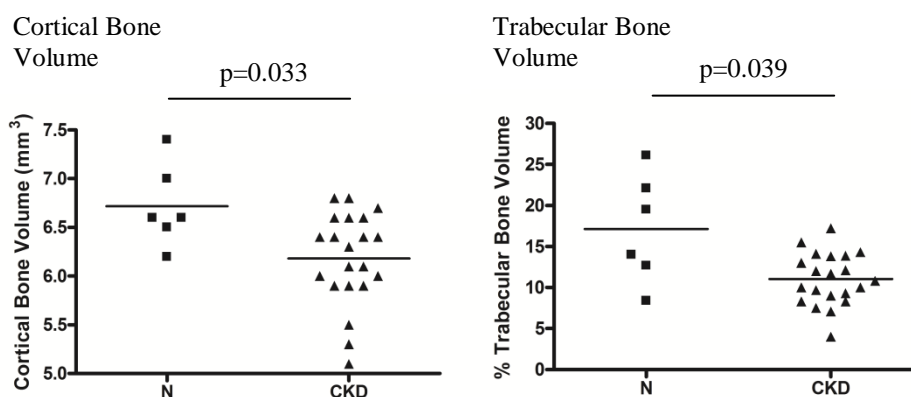 Cortical Bone
Volume
p=0.033
Cortical Bone Volume (mm³)
7.5
7.0
6.5
6.0
5.5
5.0
N
CKD
Trabecular Bone
Volume
p=0.039
% Trabecular Bone Volume
30
25
20
15
10
5
0
N
CKD